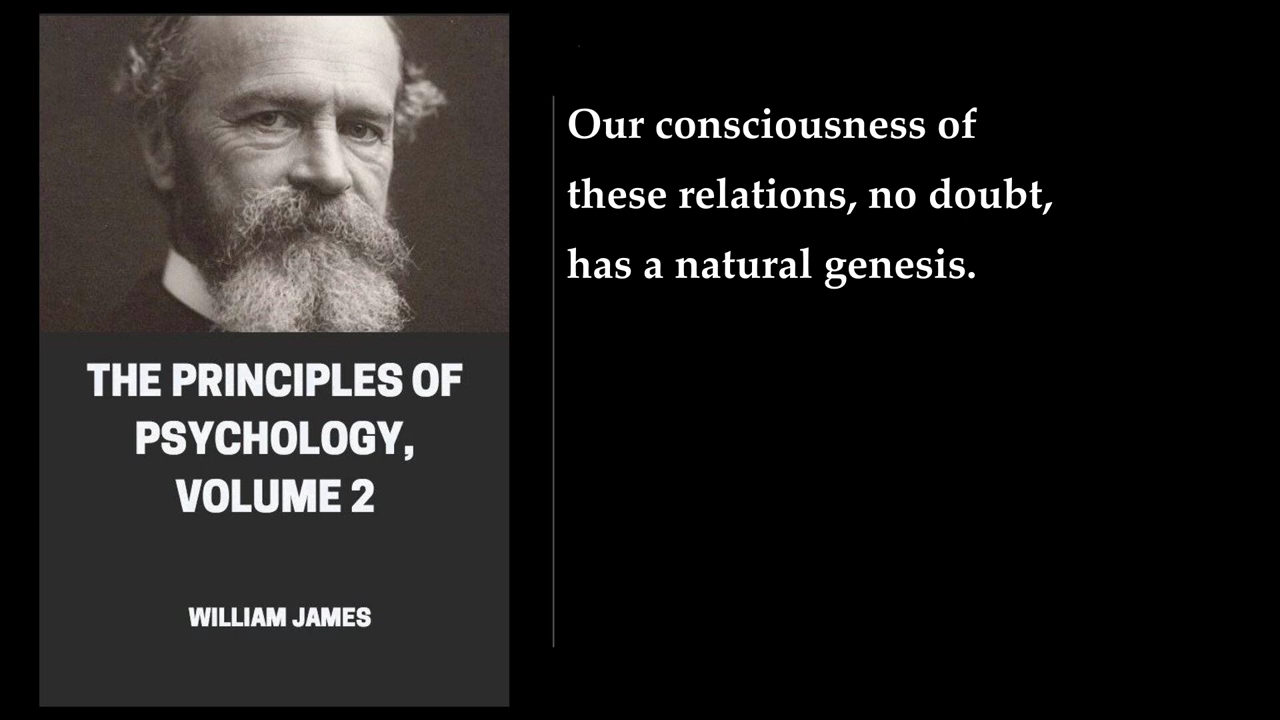 THE PRINCIPLES OF
PSYCHOLOGY,
VOLUME 2
WILLIAM JAMES
Our consciousness of
these relations, no doubt,
has a natural genesis.